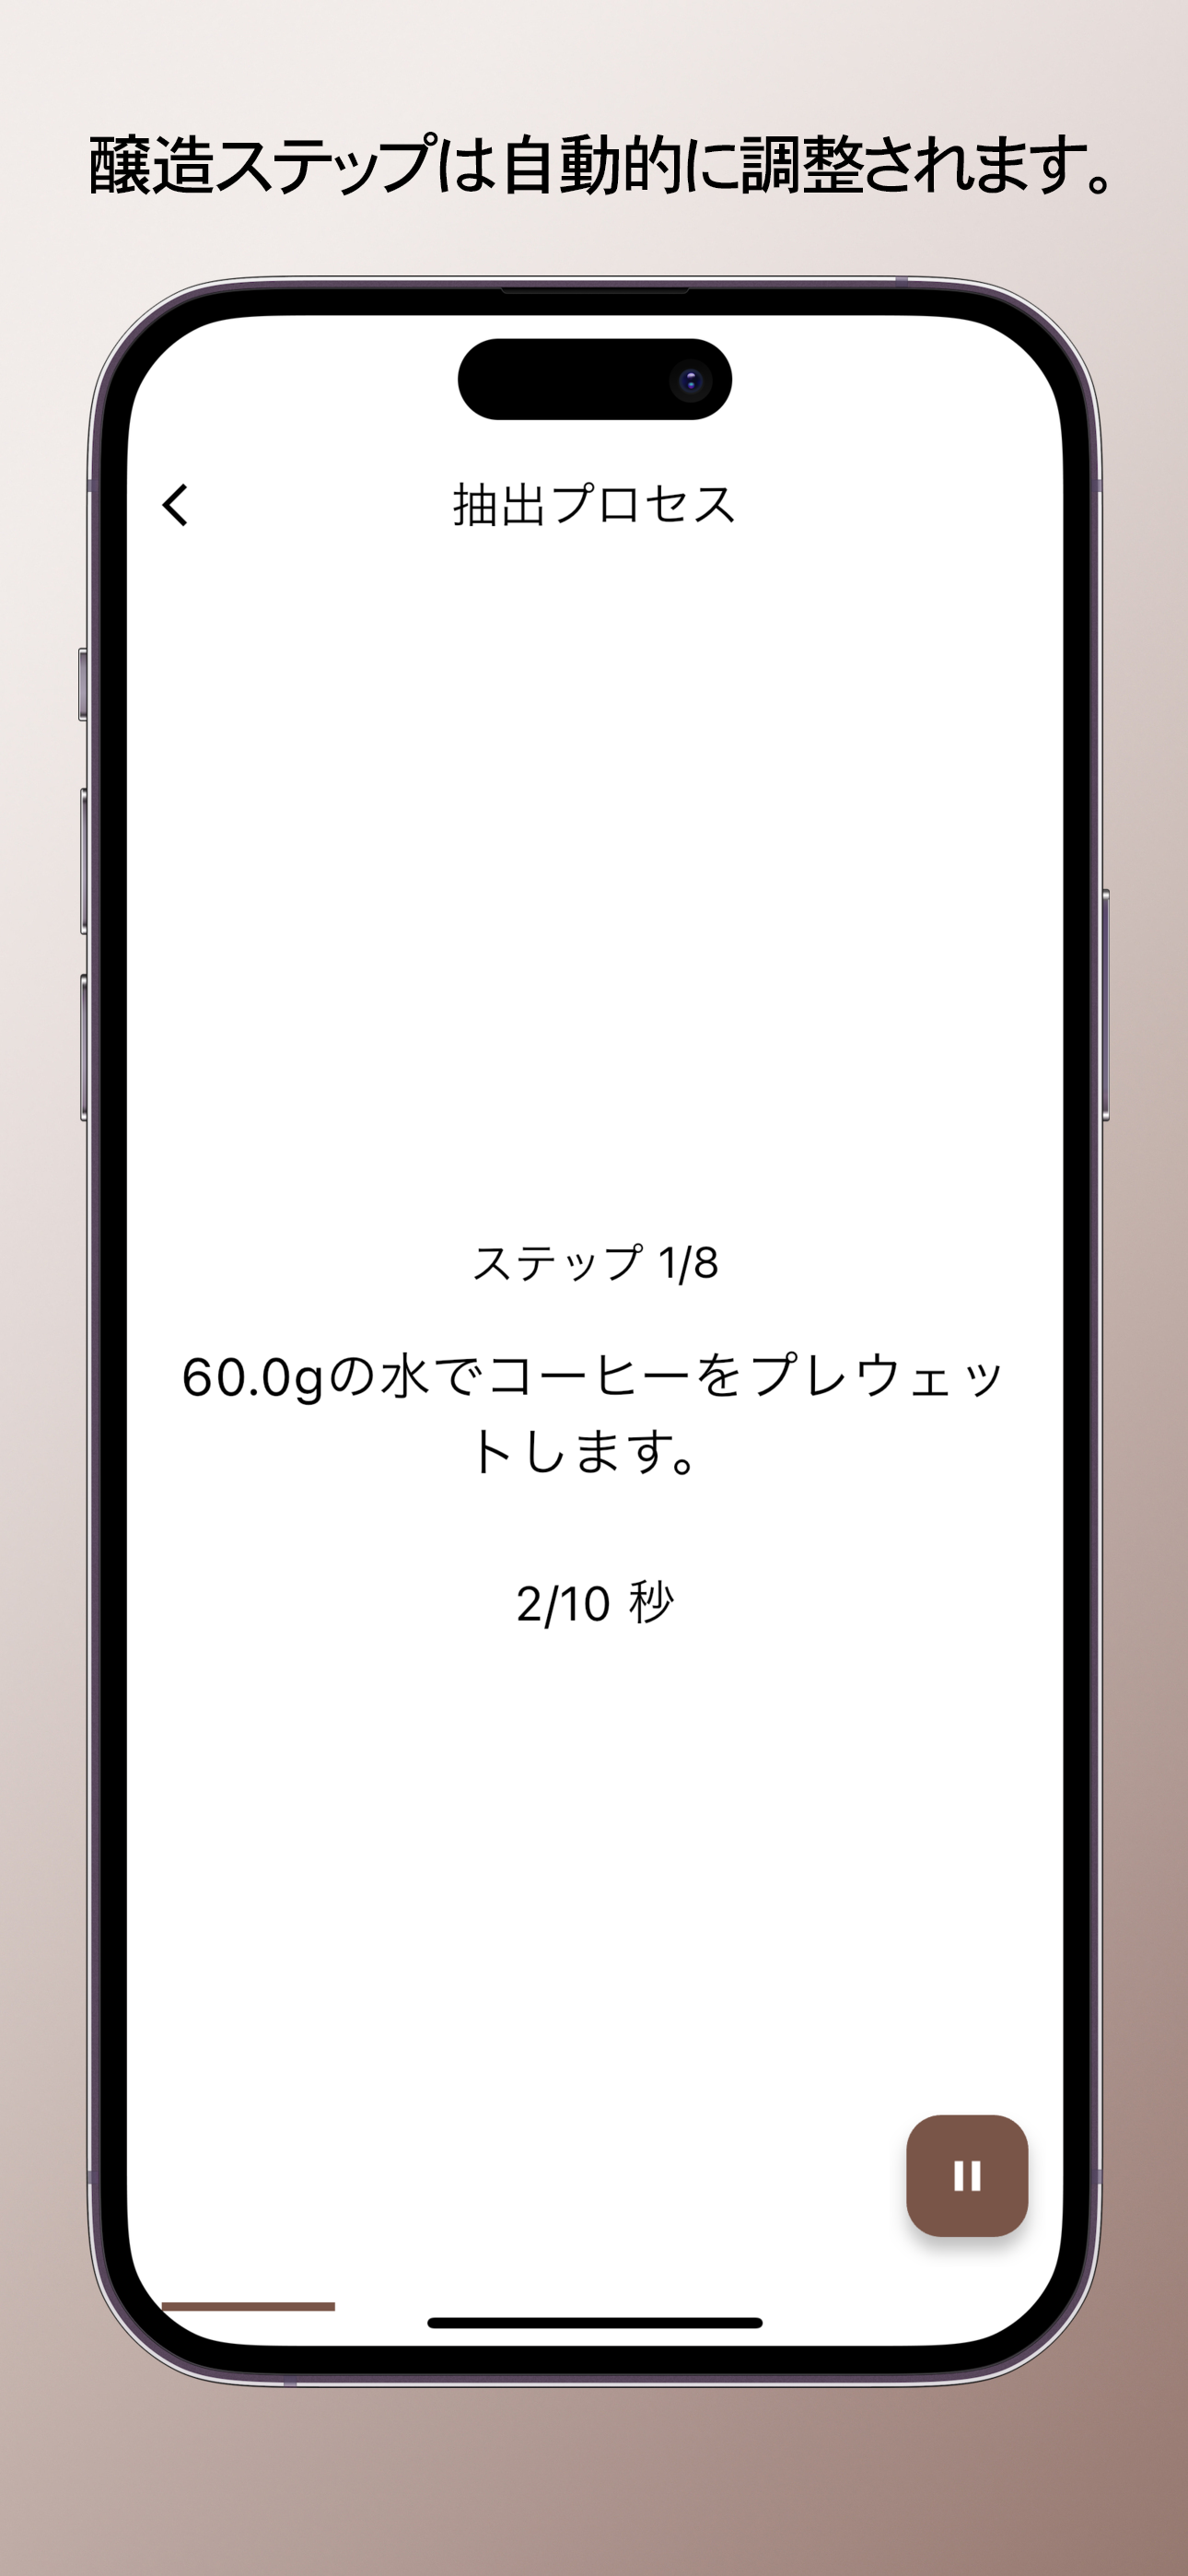 醸造ステップは自動的に調整されます。
抽出プロセス
ステップ 1/8
60.0gの水でコーヒーをプレウェッ
トします。
2/10 秒